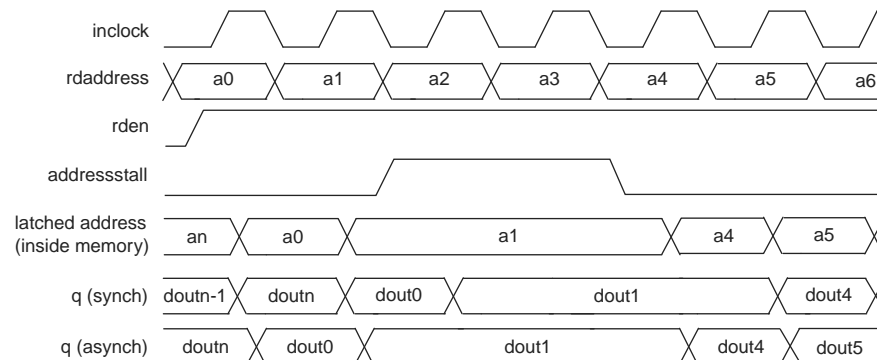 inclock
rdaddress a0 a1 a2 a3 a4 a5 a6
rden
addressstall
latched address
(inside memory) an a0 a1 a4 a5
q (synch) doutn-1 doutn dout0 dout1 dout4
q (asynch) doutn dout0 dout1 dout4 dout5